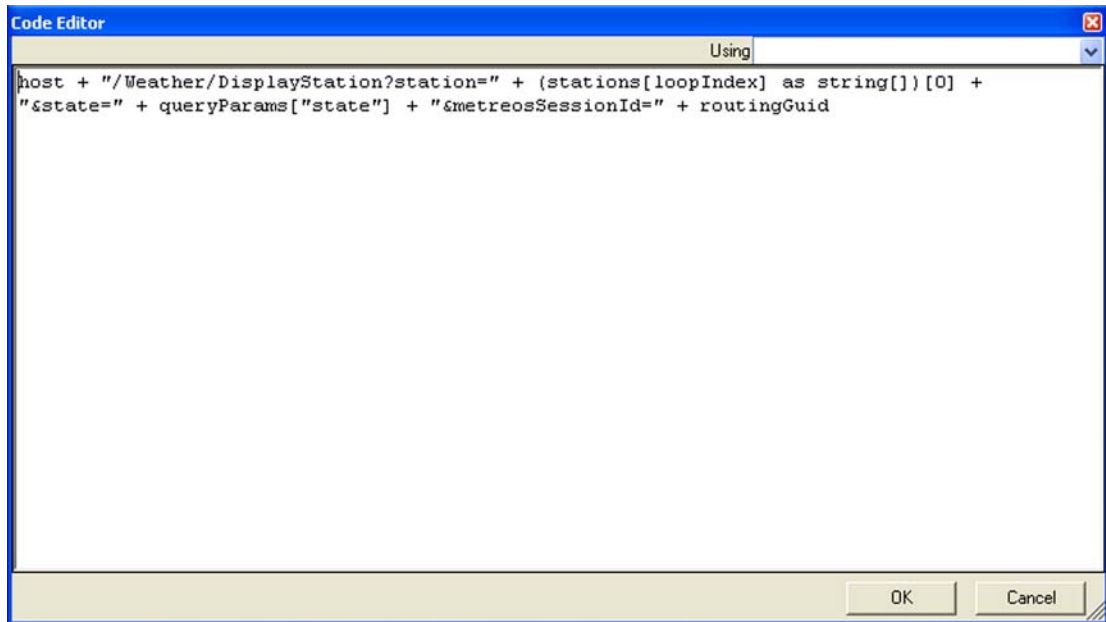 Code Editor
Using
host + "/Weather/DisplayStation?station=" + (stations[loopIndex] as string[])[0] +
"&state=" + queryParams["state"] + "&metreosSessionId=" + routingGuid
OK Cancel